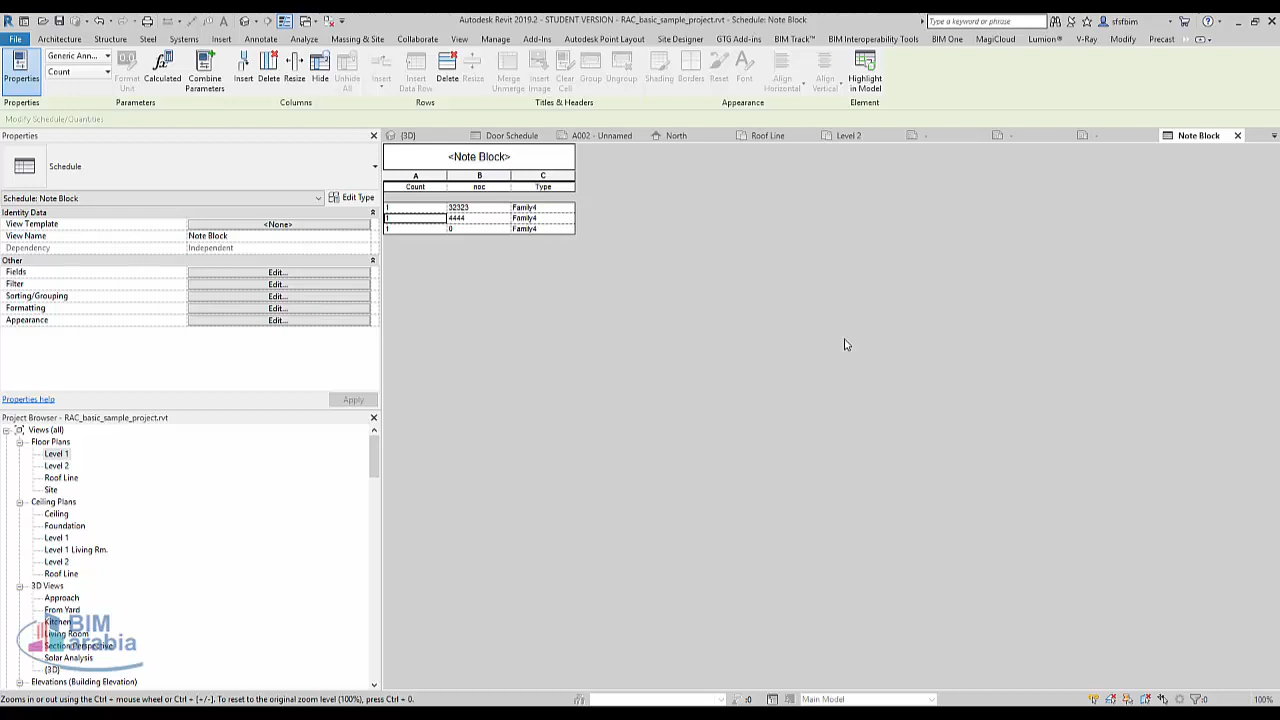 Autodesk Revit 2019.2 - STUDENT VERSION - RAC_basic_sample_project.rvt - Schedule: Note Block
Type a keyword or phrase
sfsfbim
File Architecture Structure Steel Systems Insert Annotate Analyze Massing & Site Collaborate View Manage Add-Ins Autodesk Point Layout Site Designer GTG Add-ins BIM Track™ BIM Interoperability Tools BIM One MagiCloud Lumion® V-Ray Modify Precast
Generic Ann...
Count
Properties
Format Unit
Calculated
Combine Parameters
Insert
Delete
Resize
Hide
Unhide All
Insert
Insert Data Row
Delete
Resize
Merge Unmerge
Insert Image
Clear Cell
Group
Ungroup
Shading
Borders
Reset
Font
Align Horizontal
Align Vertical
Highlight in Model
Properties
Parameters
Columns
Rows
Titles & Headers
Appearance
Element
Modify Schedule/Quantities
Properties
{3D}
Door Schedule
A002 - Unnamed
North
Roof Line
Level 2
-
-
-
Note Block
Schedule
Schedule: Note Block
Edit Type
Identity Data
View Template <None>
View Name Note Block
Dependency Independent
Other
Fields Edit...
Filter Edit...
Sorting/Grouping Edit...
Formatting Edit...
Appearance Edit...
Properties help
Apply
<Note Block>
A B C
Count noc Type
1 32323 Family4
1 4444 Family4
1 0 Family4
Project Browser - RAC_basic_sample_project.rvt
Views (all)
Floor Plans
Level 1
Level 2
Roof Line
Site
Ceiling Plans
Ceiling
Foundation
Level 1
Level 1 Living Rm.
Level 2
Roof Line
3D Views
Approach
From Yard
Kitchen
Living Room
Section Perspective
Solar Analysis
{3D}
Elevations (Building Elevation)
BIM
arabia
Zooms in or out using the Ctrl + mouse wheel or Ctrl + [+/-]. To reset to the original zoom level (100%), press Ctrl + 0.
:0
Main Model
:0
100%